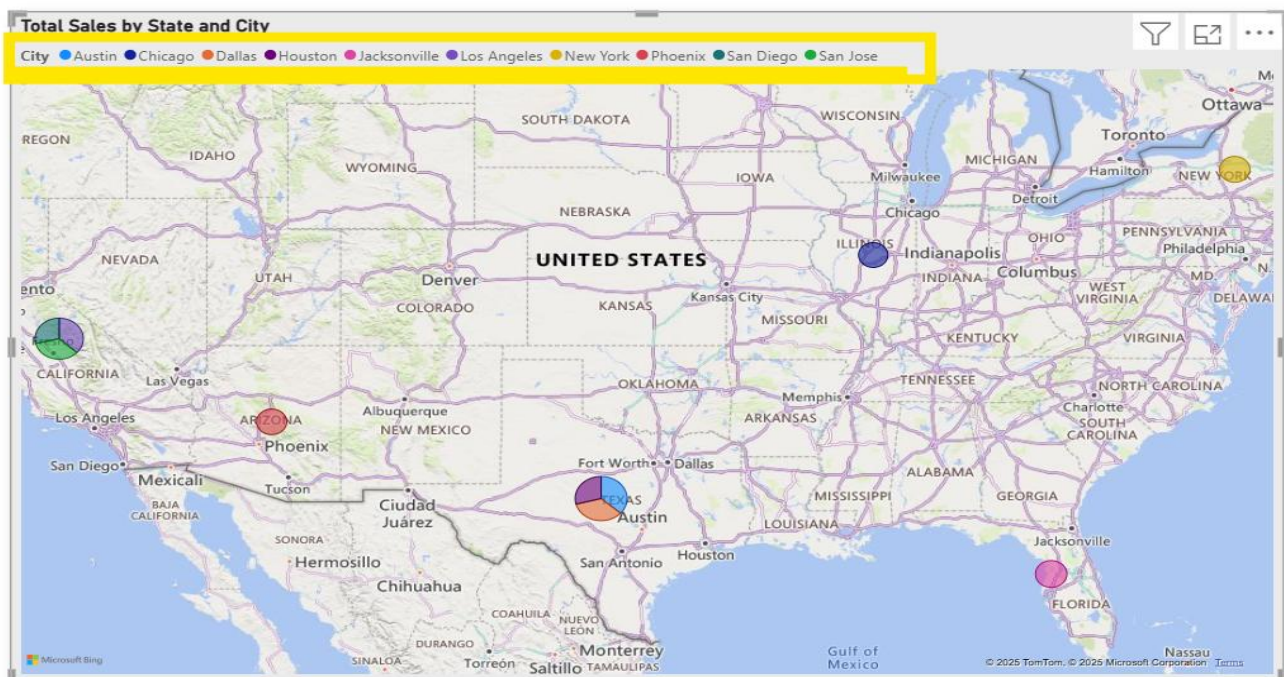 Total Sales by State and City
City Austin Chicago Dallas Houston Jacksonville Los Angeles New York Phoenix San Diego San Jose
Ottawa
SOUTH DAKOTA
WISCONSIN
Toronto
REGON
IDAHO
WYOMING
IOWA
MICHIGAN
Hamilton
NEW YORK
Milwaukee
Detroit
NEBRASKA
Chicago
PENNSYLVANIA
OHIO
ILLINOIS
Indianapolis
Philadelphia
NEVADA
UNITED STATES
UTAH
Denver
INDIANA
Columbus
MD
N.
ento
WEST
VIRGINIA
DELAWA
COLORADO
KANSAS
Kansas City
MISSOURI
Fresno
KENTUCKY
VIRGINIA
CALIFORNIA
Las Vegas
OKLAHOMA
TENNESSEE
NORTH CAROLINA
Memphis
Charlotte
Los Angeles
ARIZONA
Albuquerque
NEW MEXICO
ARKANSAS
SOUTH
CAROLINA
Phoenix
San Diego
Mexicali
Fort Worth
Dallas
ALABAMA
Tucson
MISSISSIPPI
GEORGIA
BAJA
CALIFORNIA
Ciudad
Juárez
TEXAS
Austin
LOUISIANA
SONORA
Jacksonville
Hermosillo
San Antonio
Houston
Chihuahua
FLORIDA
COAHUILA
NUEVO
LEÓN
DURANGO
Monterrey
Gulf of
Mexico
Nassau
Microsoft Bing
SINALOA
Torreón
Saltillo
TAMAULIPAS
© 2025 TomTom, © 2025 Microsoft Corporation Terms